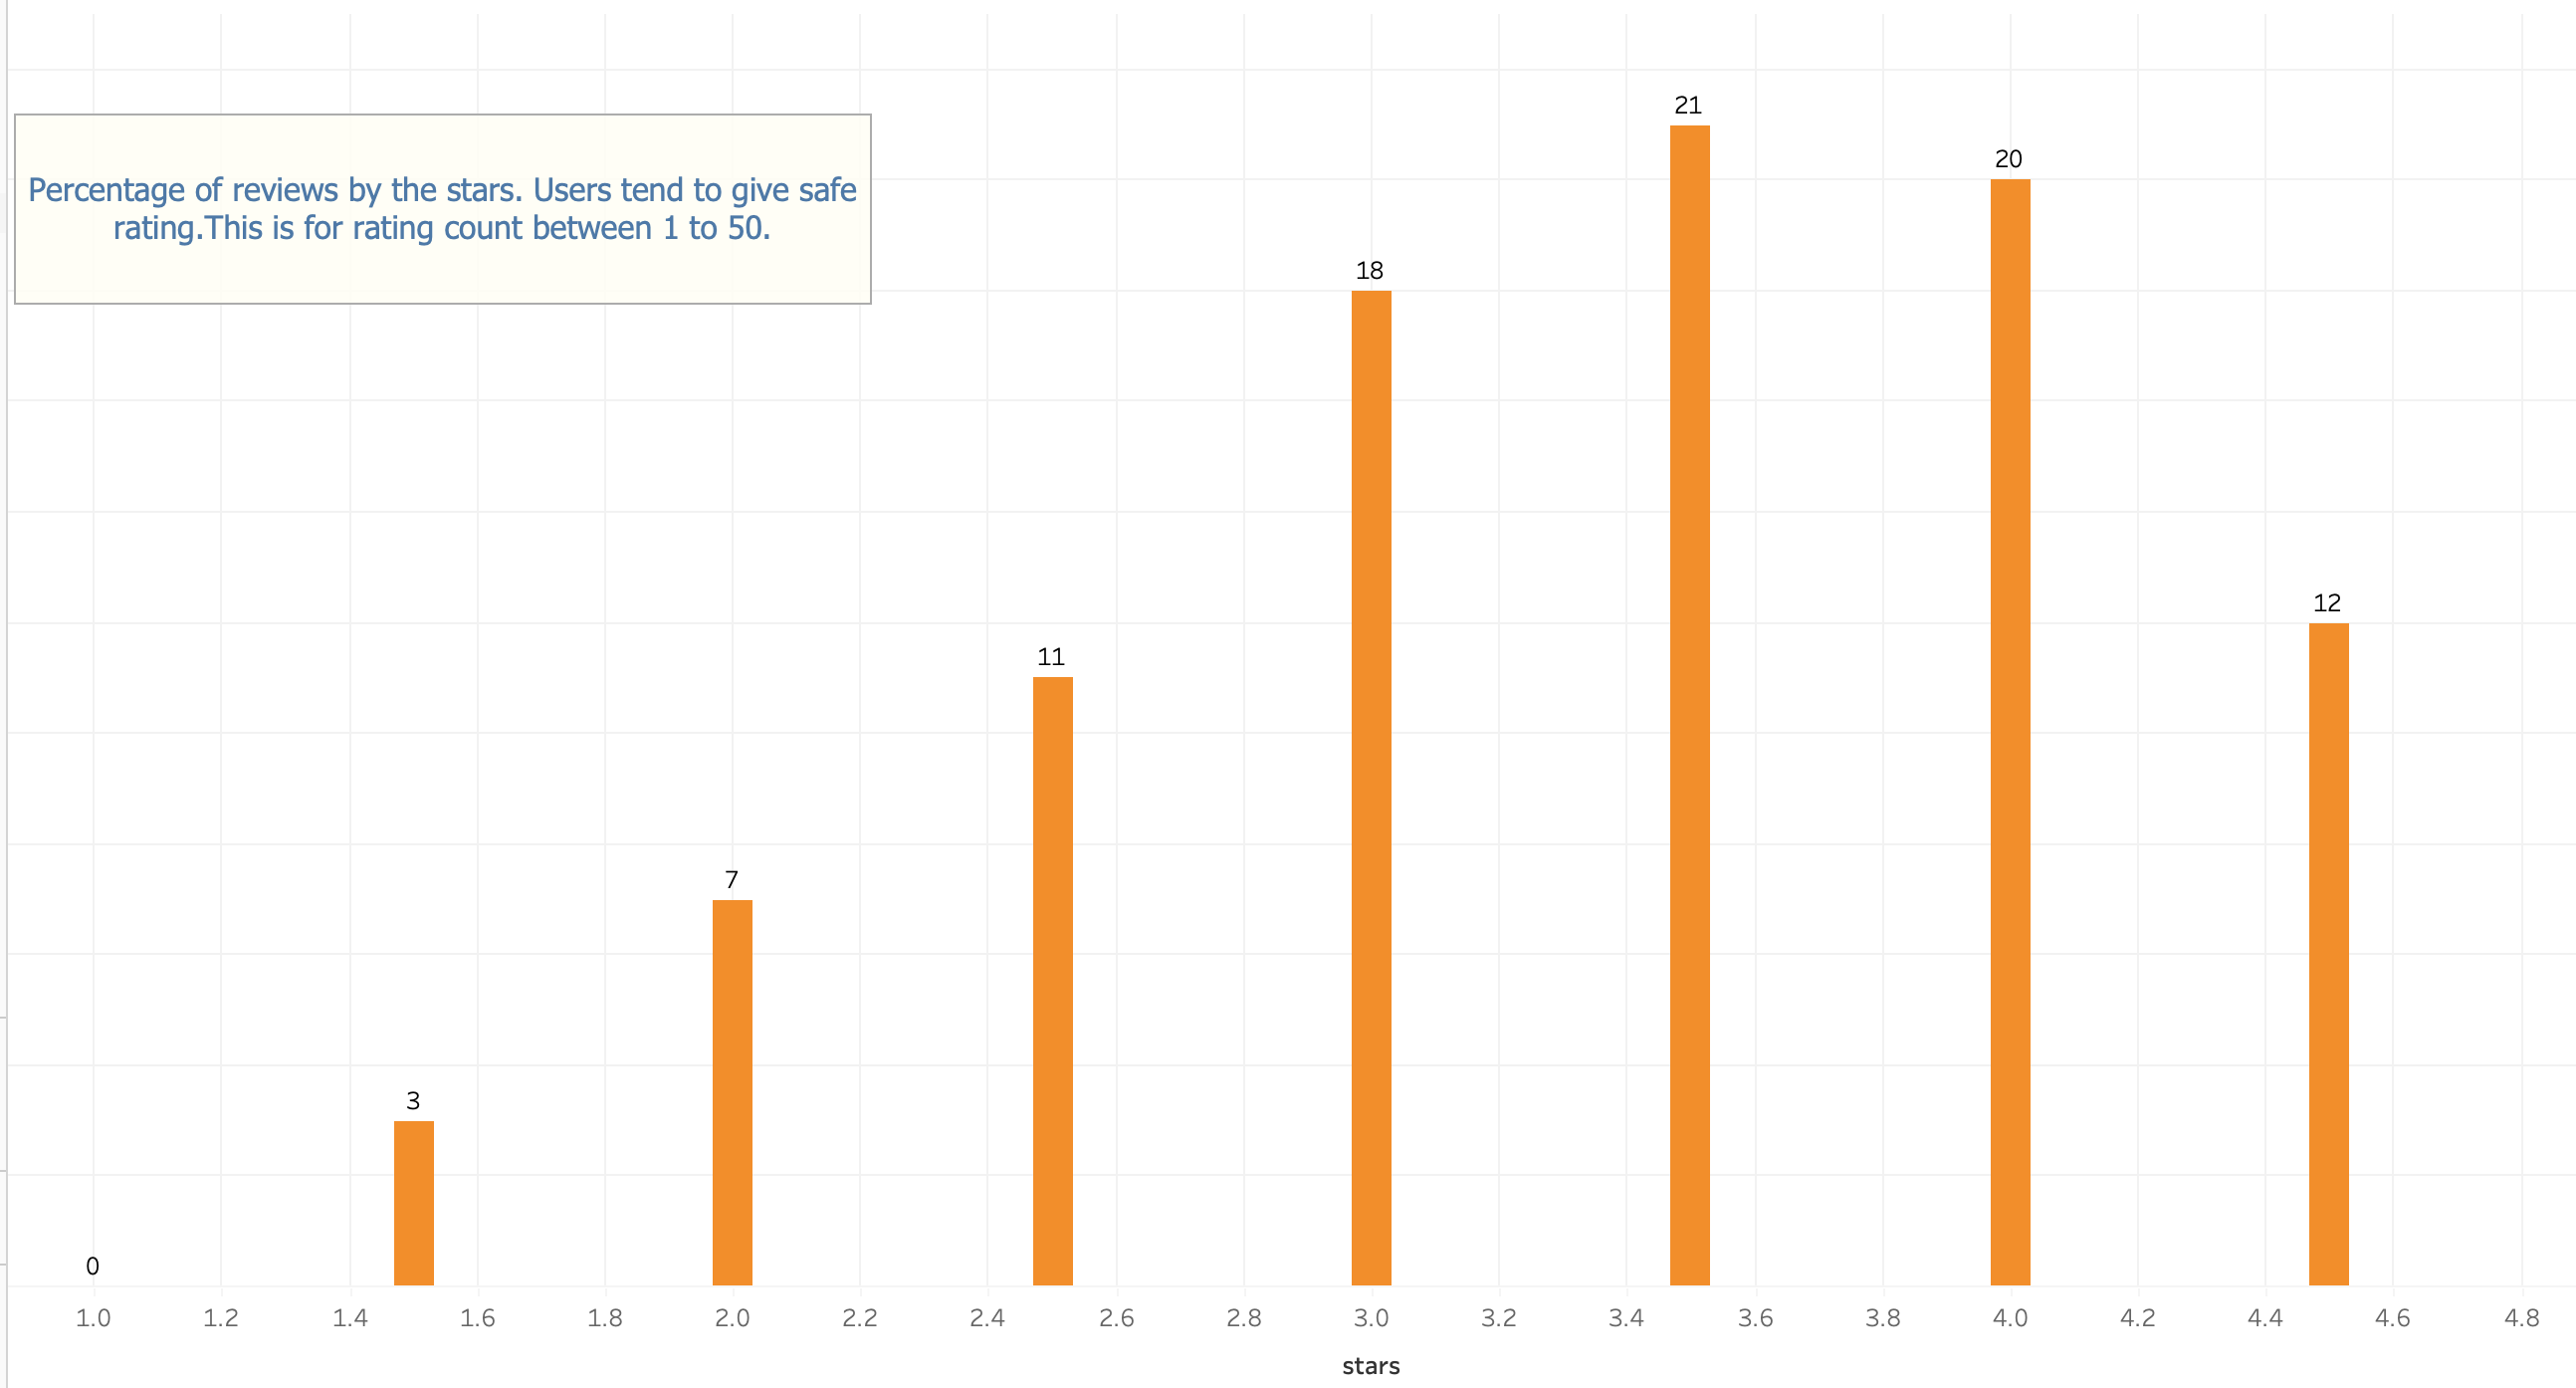 21
20
Percentage of reviews by the stars. Users tend to give safe
rating.This is for rating count between 1 to 50.
18
12
11
7
3
0
1.0 1.2 1.4 1.6 1.8 2.0 2.2 2.4 2.6 2.8 3.0 3.2 3.4 3.6 3.8 4.0 4.2 4.4 4.6 4.8
stars